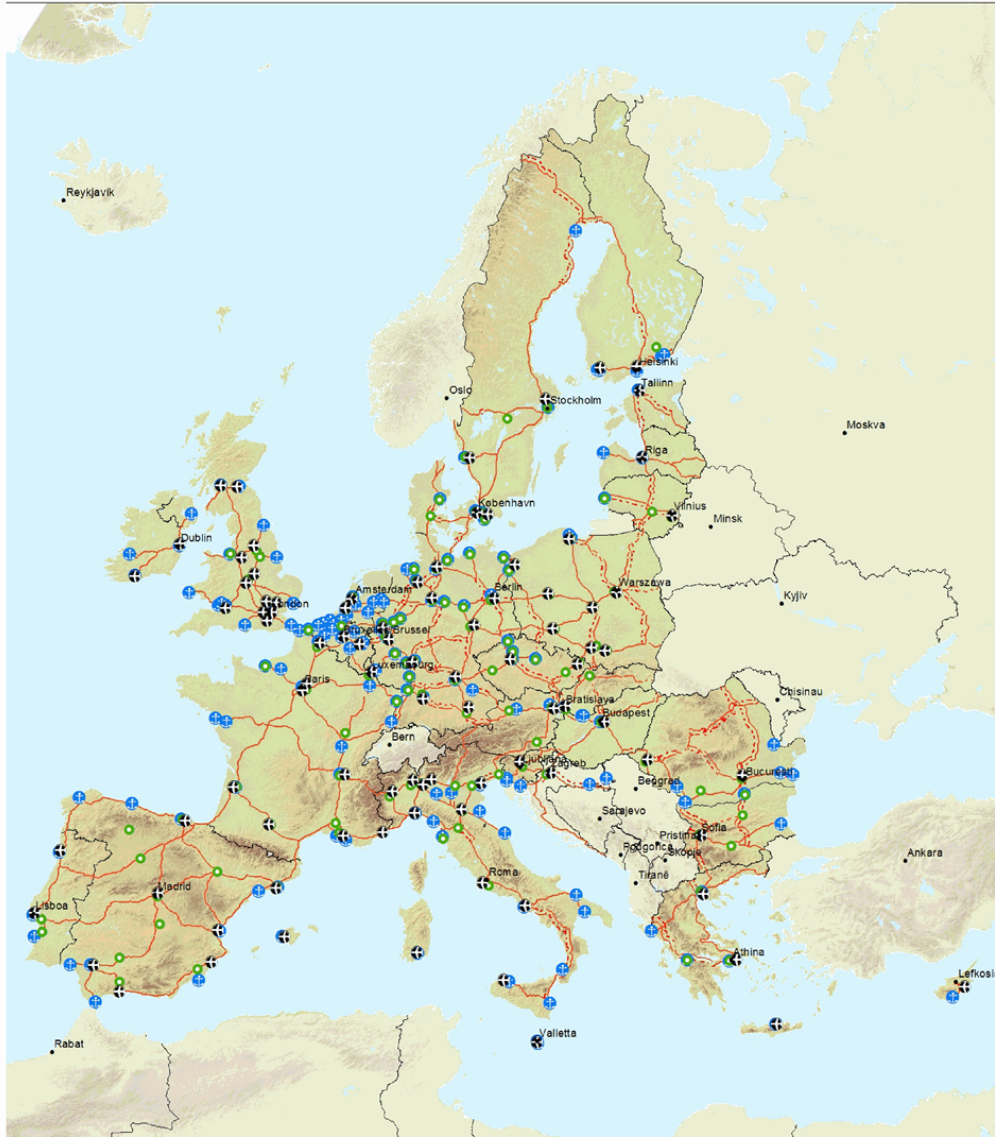 Reykjavik
Helsinki
Tallinn
Oslo
Stockholm
Moskva
Riga
København
Vilnius
Minsk
Dublin
Amsterdam
Berlin
Warszawa
London
Kyjiv
Bruxelles/Brussel
Luxembourg
Paris
Chisinau
Bratislava
Budapest
Bern
Ljubljana
Zagreb
Bucuresti
Beograd
Sarajevo
Sofia
Pristina
Podgorica
Skopje
Ankara
Tiranë
Roma
Madrid
Lisboa
Athina
Lefkosia
Valletta
Rabat